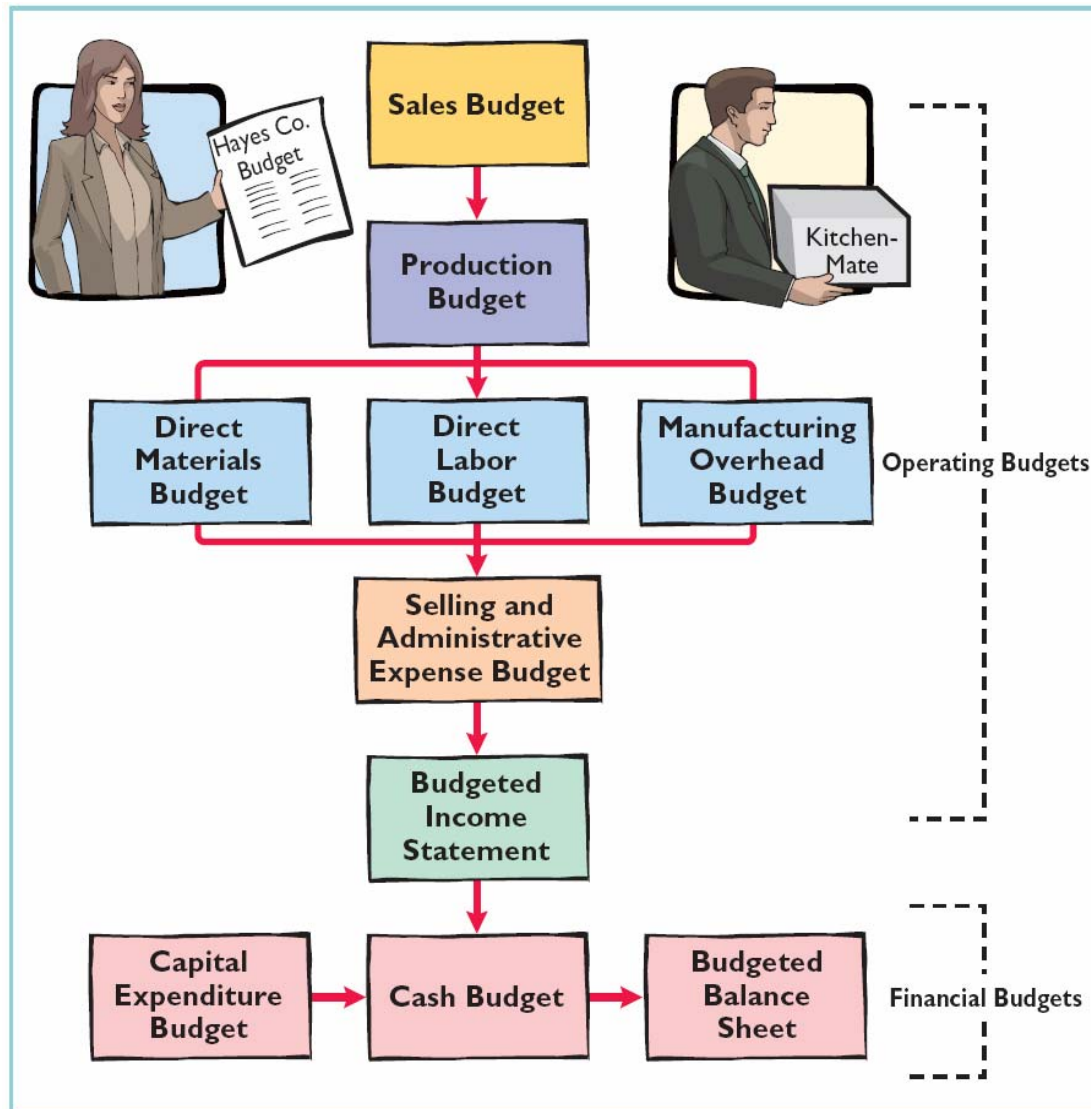 Sales Budget
Hayes Co.
Budget
Kitchen-
Mate
Production
Budget
Direct
Materials
Budget
Direct
Labor
Budget
Manufacturing
Overhead
Budget
Operating Budgets
Selling and
Administrative
Expense Budget
Budgeted
Income
Statement
Capital
Expenditure
Budget
Cash Budget
Budgeted
Balance
Sheet
Financial Budgets